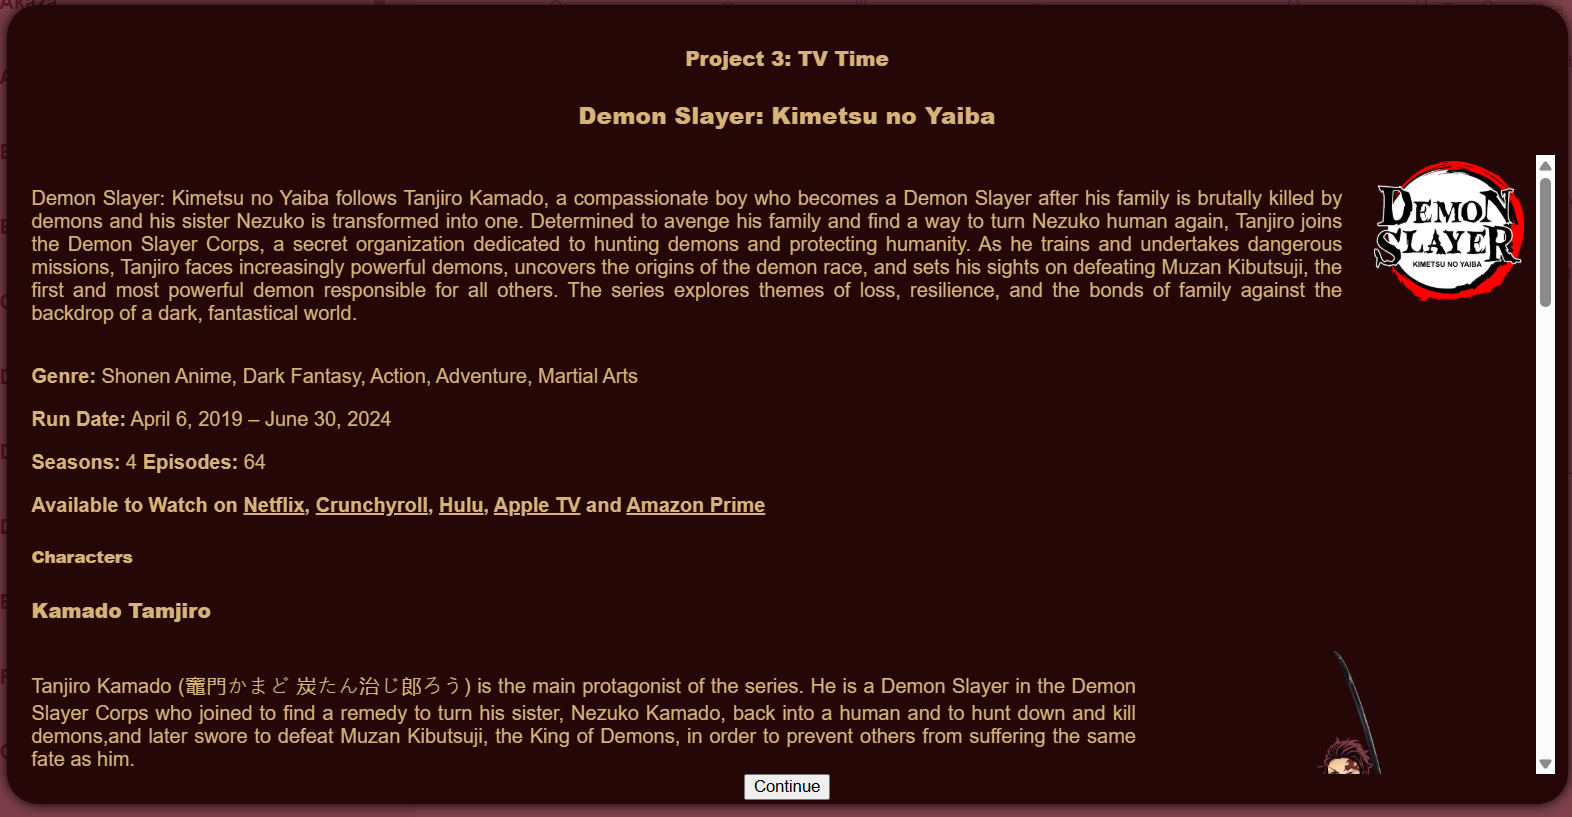 Project 3: TV Time
Demon Slayer: Kimetsu no Yaiba
DEMON
SLAYER
KIMETSU NO YAIBA
Demon Slayer: Kimetsu no Yaiba follows Tanjiro Kamado, a compassionate boy who becomes a Demon Slayer after his family is brutally killed by
demons and his sister Nezuko is transformed into one. Determined to avenge his family and find a way to turn Nezuko human again, Tanjiro joins
the Demon Slayer Corps, a secret organization dedicated to hunting demons and protecting humanity. As he trains and undertakes dangerous
missions, Tanjiro faces increasingly powerful demons, uncovers the origins of the demon race, and sets his sights on defeating Muzan Kibutsuji, the
first and most powerful demon responsible for all others. The series explores themes of loss, resilience, and the bonds of family against the
backdrop of a dark, fantastical world.
Genre: Shonen Anime, Dark Fantasy, Action, Adventure, Martial Arts
Run Date: April 6, 2019 – June 30, 2024
Seasons: 4 Episodes: 64
Available to Watch on Netflix, Crunchyroll, Hulu, Apple TV and Amazon Prime
Characters
Kamado Tamjiro
Tanjiro Kamado (竈門かまど 炭たん治じ郎ろう) is the main protagonist of the series. He is a Demon Slayer in the Demon
Slayer Corps who joined to find a remedy to turn his sister, Nezuko Kamado, back into a human and to hunt down and kill
demons,and later swore to defeat Muzan Kibutsuji, the King of Demons, in order to prevent others from suffering the same
fate as him.
Continue